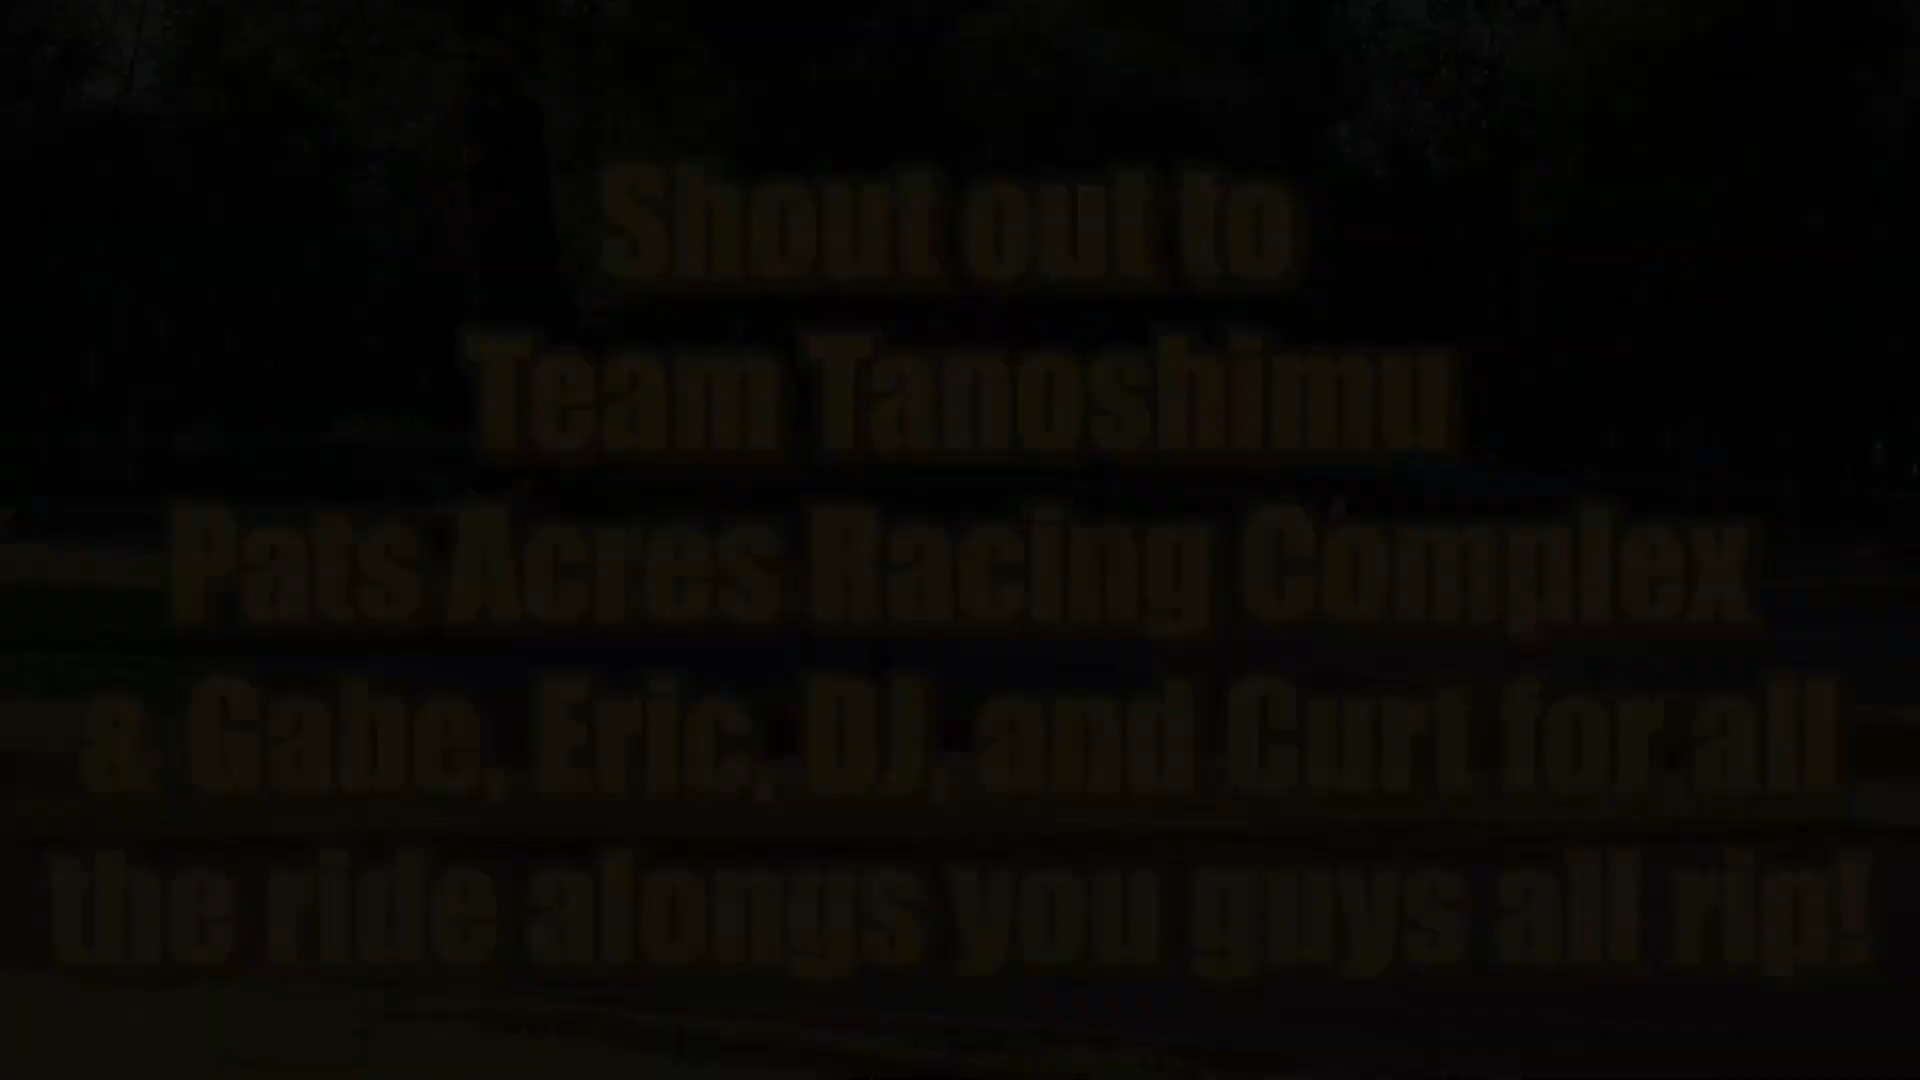 Shout out to
Team Tanoshimu
Pats Acres Racing Complex
& Gabe, Eric, DJ, and Curt for all
the ride alongs you guys all rip!